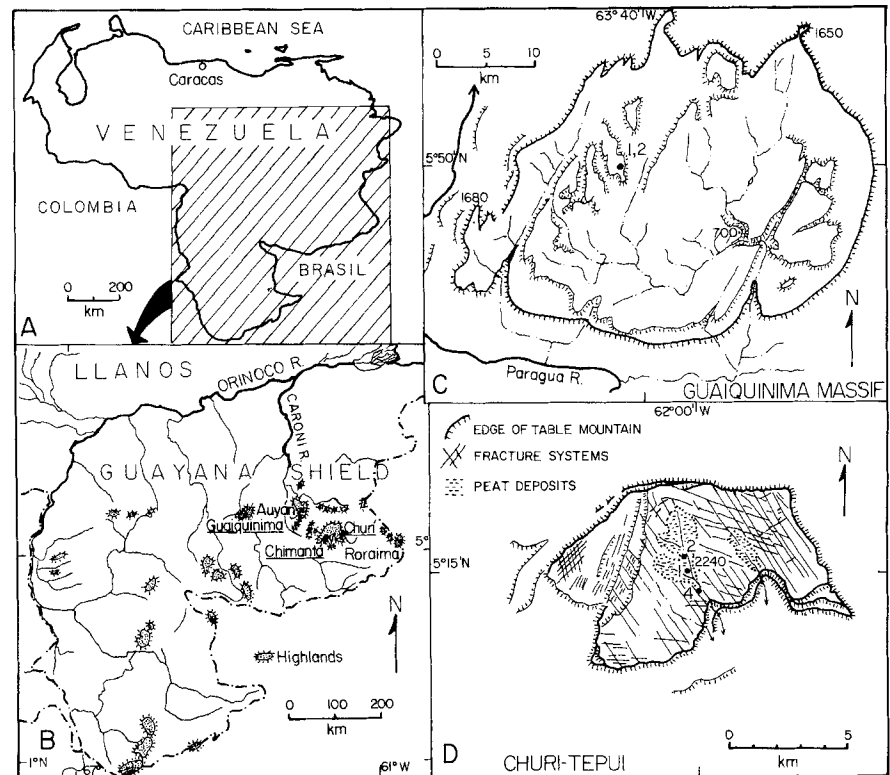 CARIBBEAN SEA
Caracas
VENEZUELA
COLOMBIA
BRASIL
0 200
km
A
63° 40' W
1650
0 5 10
km
5° 50' N
1,2
1680
700
N
Paragua R.
C
GUAIQUINIMA MASSIF
LLANOS
ORINOCO R.
CARONI R.
GUAYANA SHIELD
Auyan
Guaiquinima
Churi
Chimanta
Roraima
5°
N
Highlands
0 100 200
km
B
1° N
67°
61° W
62° 00' W
EDGE OF TABLE MOUNTAIN
FRACTURE SYSTEMS
PEAT DEPOSITS
N
5° 15' N
2
2240
4
0 5
km
D
CHURI-TEPUI